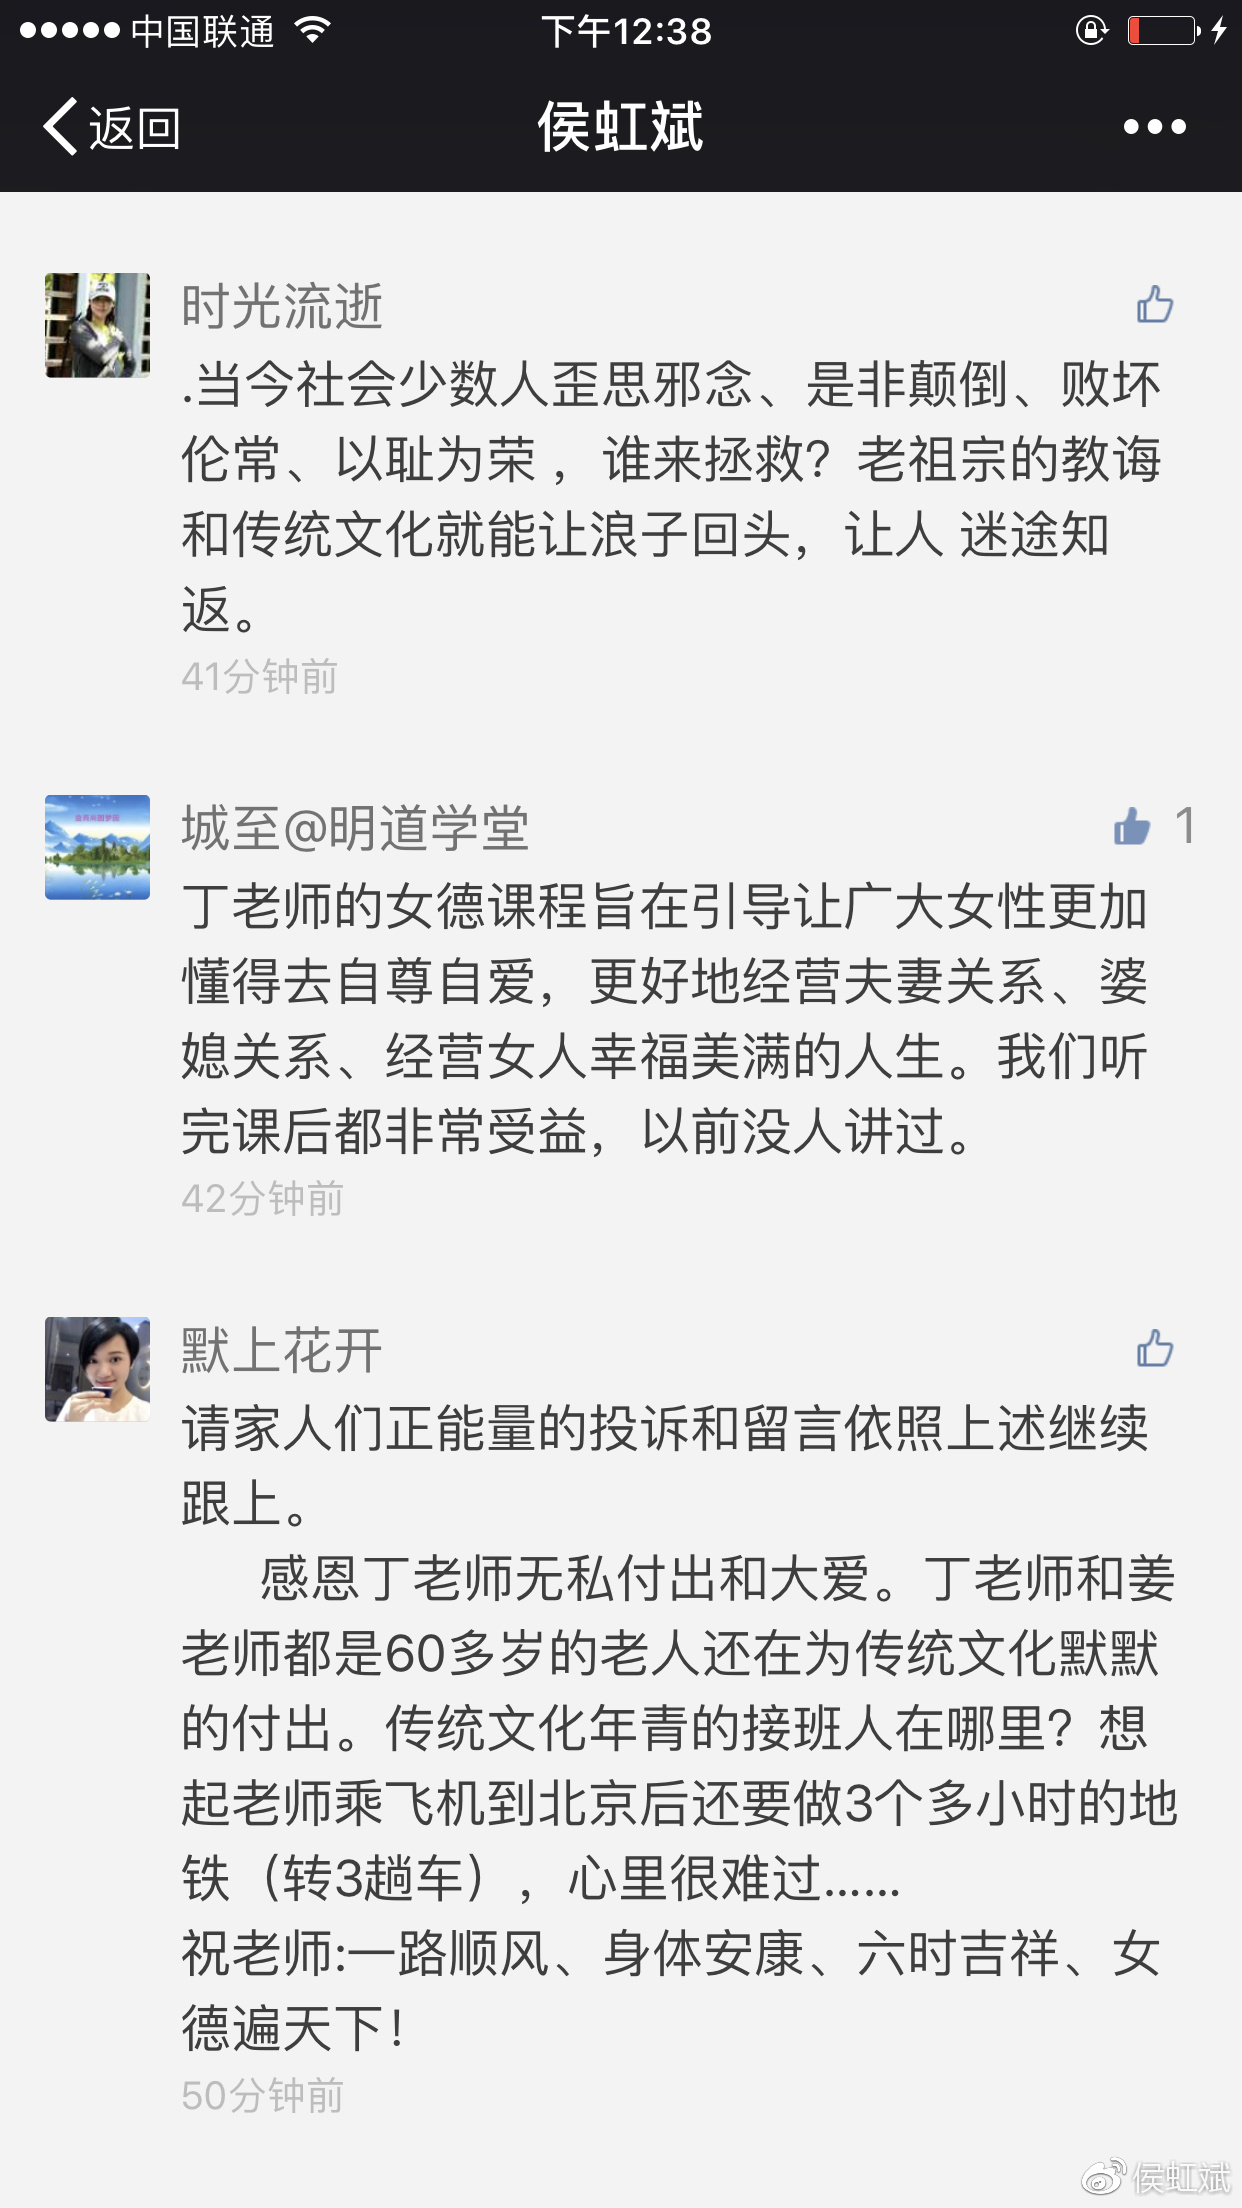 中国联通
下午12:38
返回
侯虹斌
时光流逝
.当今社会少数人歪思邪念、是非颠倒、败坏
伦常、以耻为荣 ，谁来拯救？老祖宗的教诲
和传统文化就能让浪子回头，让人 迷途知
返。
41分钟前
城至@明道学堂
1
丁老师的女德课程旨在引导让广大女性更加
懂得去自尊自爱，更好地经营夫妻关系、婆
媳关系、经营女人幸福美满的人生。我们听
完课后都非常受益，以前没人讲过。
42分钟前
默上花开
请家人们正能量的投诉和留言依照上述继续
跟上。
感恩丁老师无私付出和大爱。丁老师和姜
老师都是60多岁的老人还在为传统文化默默
的付出。传统文化年青的接班人在哪里？想
起老师乘飞机到北京后还要做3个多小时的地
铁（转3趟车），心里很难过……
祝老师:一路顺风、身体安康、六时吉祥、女
德遍天下！
50分钟前
侯虹斌